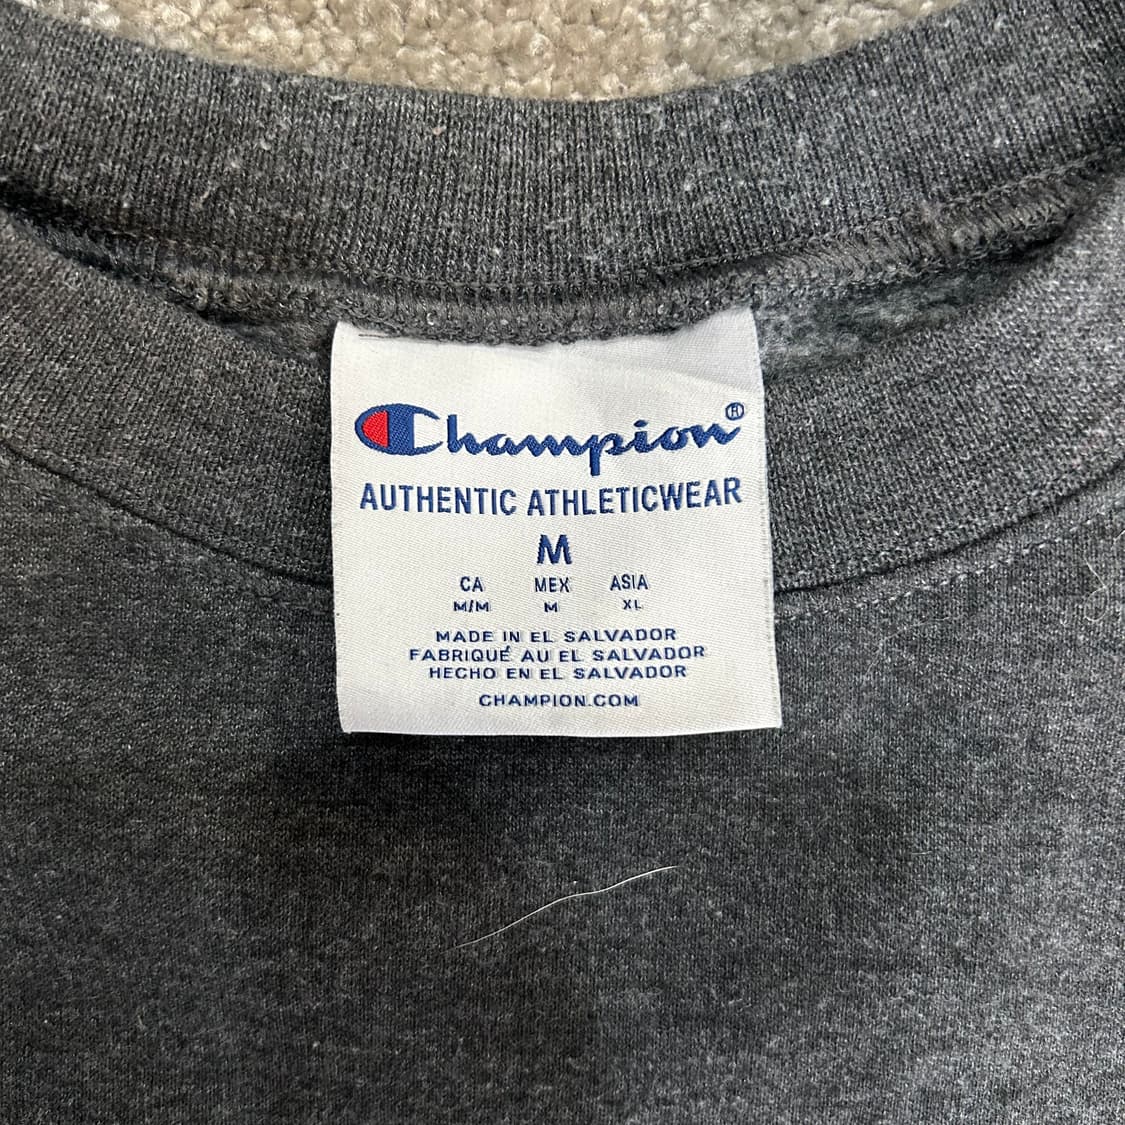 Champion®
AUTHENTIC ATHLETICWEAR
M
CA MEX ASIA
M/M M XL
MADE IN EL SALVADOR
FABRIQUÉ AU EL SALVADOR
HECHO EN EL SALVADOR
CHAMPION.COM